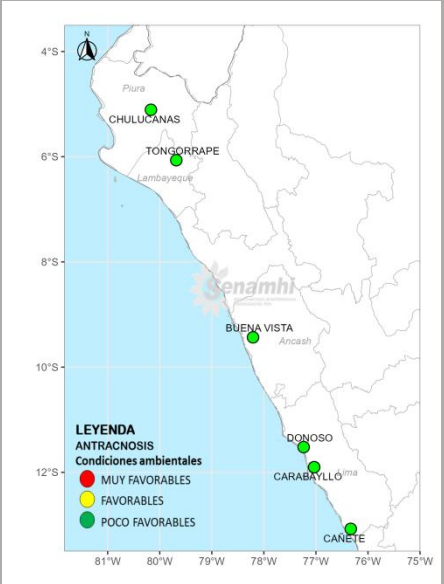 N
4°S
Piura
CHULUCANAS
TONGORRAPE
6°S
Lambayeque
8°S
Senamhi
BUENA VISTA
Ancash
10°S
LEYENDA
ANTRACNOSIS
Condiciones ambientales
MUY FAVORABLES
FAVORABLES
POCO FAVORABLES
DONOSO
12°S
Lima
CARABAYLLO
CAÑETE
81°W
79°W
77°W
78°W
76°W
75°W